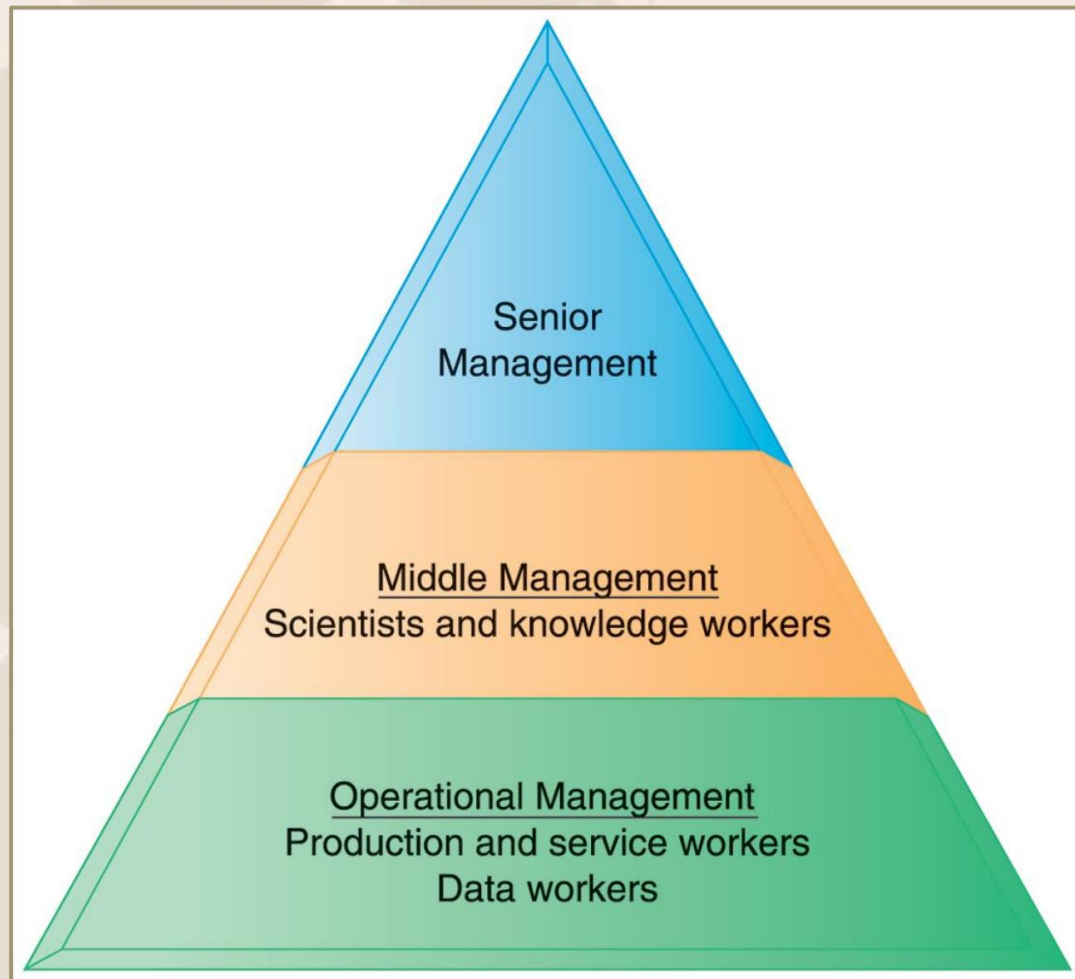 Senior
Management
Middle Management
Scientists and knowledge workers
Operational Management
Production and service workers
Data workers